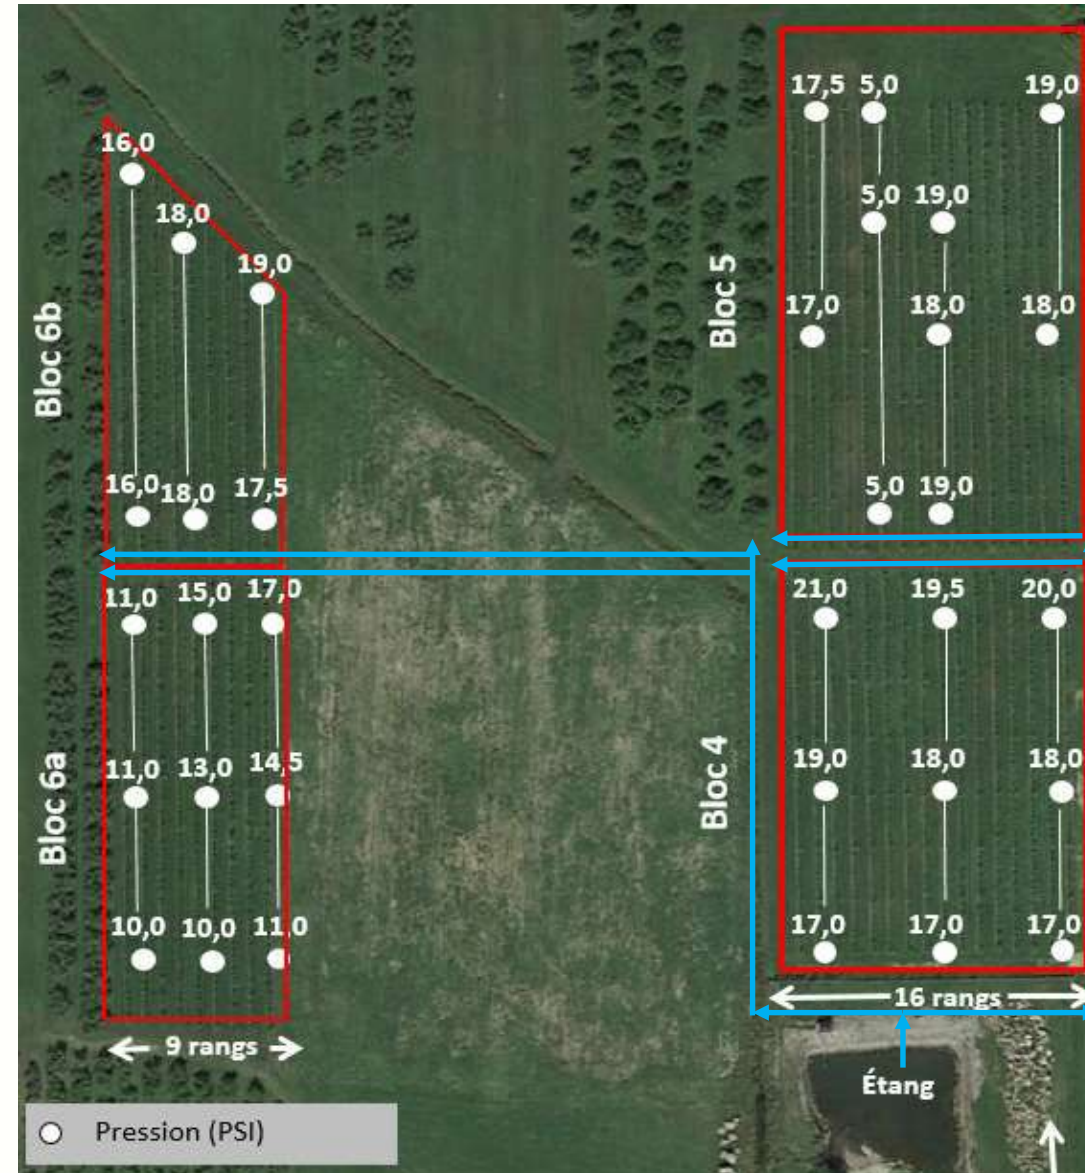 17,5 5,0 19,0
16,0
5,0 19,0
18,0
19,0
Bloc 6b
Bloc 5
17,0 18,0 18,0
16,0 18,0 17,5
5,0 19,0
11,0 15,0 17,0
21,0 19,5 20,0
Bloc 6a
Bloc 4
11,0 13,0 14,5
19,0 18,0 18,0
10,0 10,0 11,0
17,0 17,0 17,0
16 rangs
9 rangs
Étang
Pression (PSI)